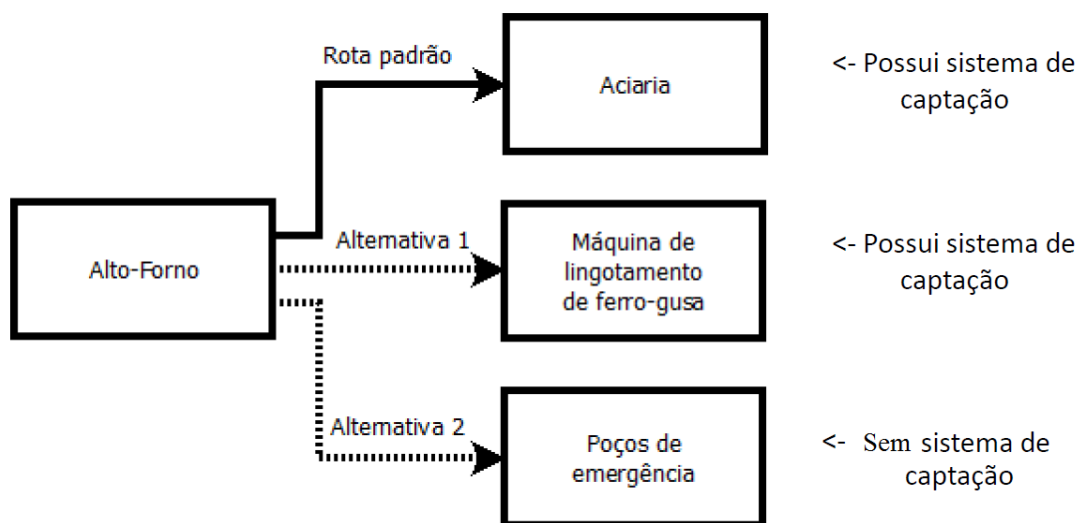 Rota padrão
Aciaria
<- Possui sistema de
captação
Alto-Forno
Alternativa 1
Máquina de
lingotamento
de ferro-gusa
<- Possui sistema de
captação
Alternativa 2
Poços de
emergência
<- Sem sistema de
captação